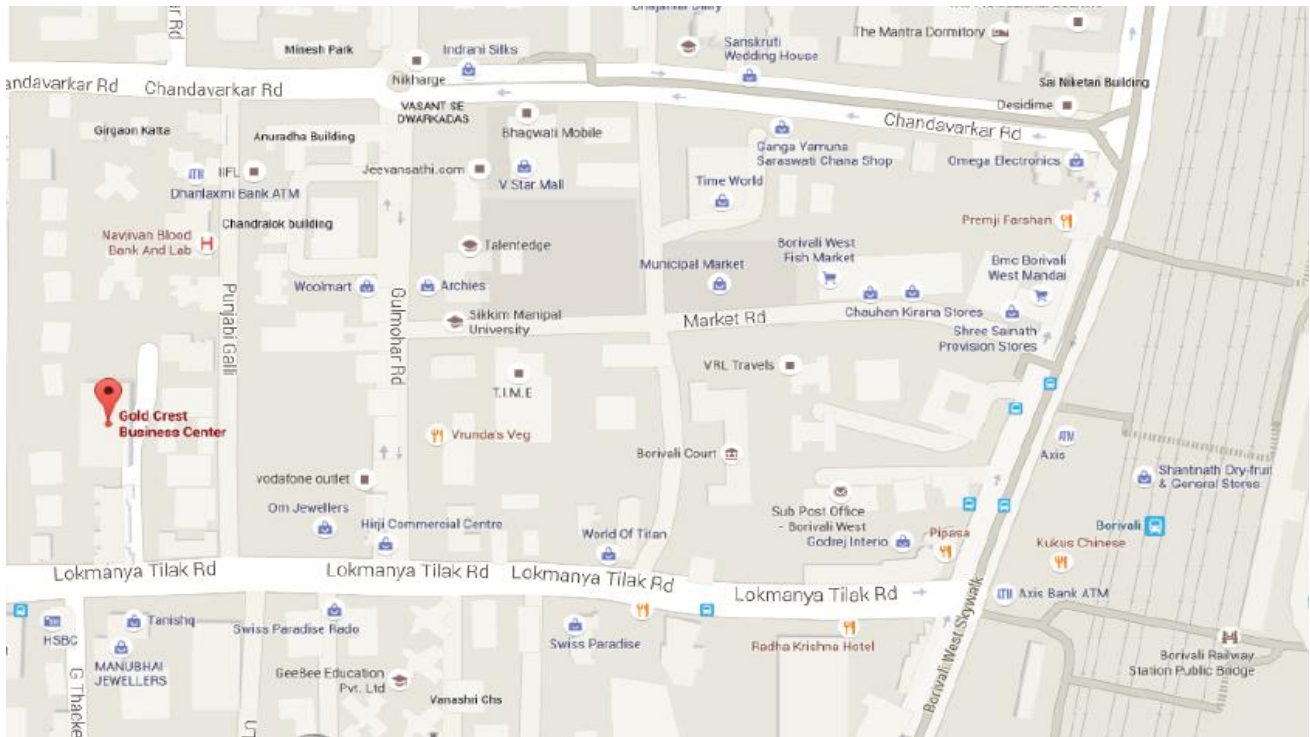 The Mantra Dormitory
Minesh Park
Indrani Silks
Sanskruti
Wedding House
Nikharge
Sai Niketan Building
andavarkar Rd
Chandavarkar Rd
VASANT SE
DWARKADAS
Desidime
Girgaon Katta
Anuradha Building
Bhagwati Mobile
Chandavarkar Rd
Ganga Yamuna
Saraswati Chana Shop
Omega Electronics
IIFL
Jeevansathi.com
ATM
Dhanlaxmi Bank ATM
V Star Mall
Time World
Chandralok building
Premji Farshan
Navjivan Blood
Bank And Lab
H
Talentedge
Borivali West
Fish Market
Municipal Market
Bmc Borivali
West Mandai
Woolmart
Archies
Punjabi Galli
Gulmohar Rd
Sikkim Manipal
University
Market Rd
Chauhan Kirana Stores
Shree Sainath
Provision Stores
VRL Travels
T.I.M.E
Gold Crest
Business Center
Vrunda's Veg
Borivali Court
ATM
Axis
vodafone outlet
Shantinath Dry-fruit
& General Stores
Om Jewellers
Hirji Commercial Centre
Sub Post Office
- Borivali West
Godrej Interio
Pipasa
Borivali
World Of Titan
Kukus Chinese
Lokmanya Tilak Rd
Lokmanya Tilak Rd
Lokmanya Tilak Rd
Lokmanya Tilak Rd
ATM
Axis Bank ATM
HSBC
Tanishq
Swiss Paradise Rado
Swiss Paradise
Radha Krishna Hotel
Borivali West Skywalk
Borivali Railway
Station Public Bridge
MANUBHAI
JEWELLERS
G Thacke
GeeBee Education
Pvt. Ltd
Vanashri Chs